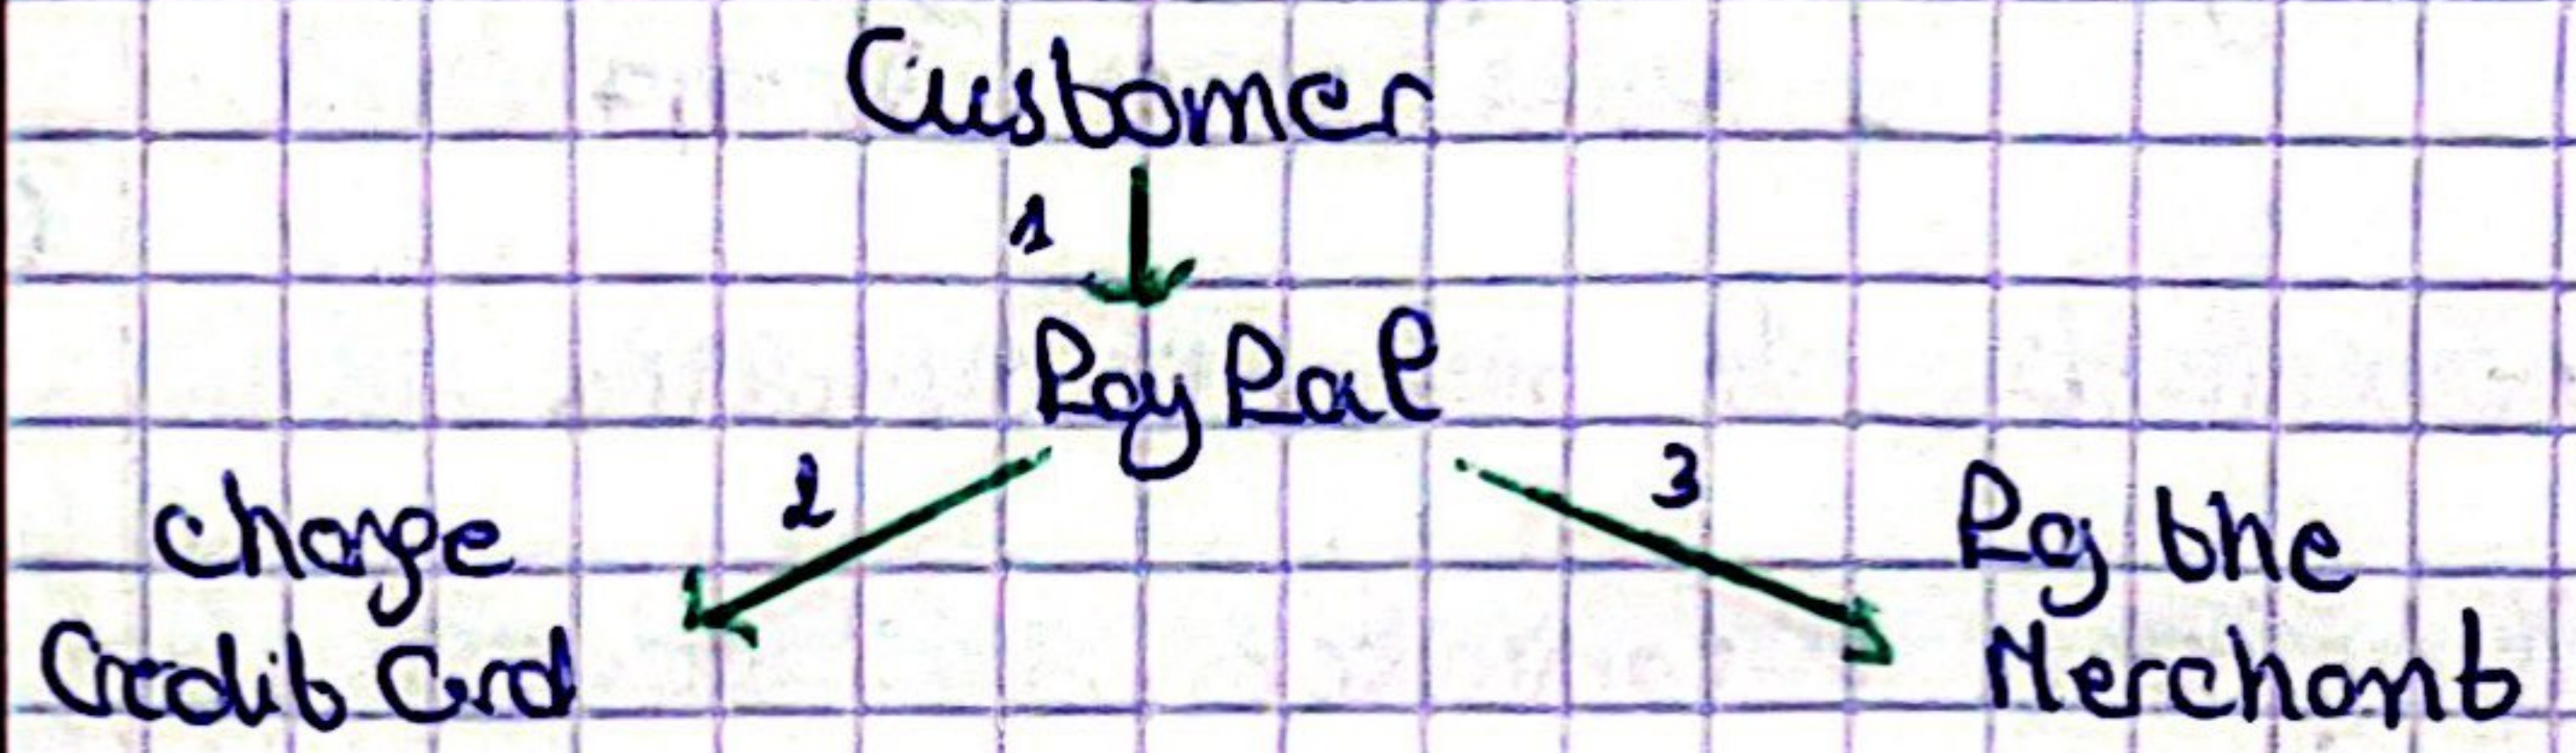 Customer
1
PayPal
2
3
charge
Credit Card
Pay the
Merchant